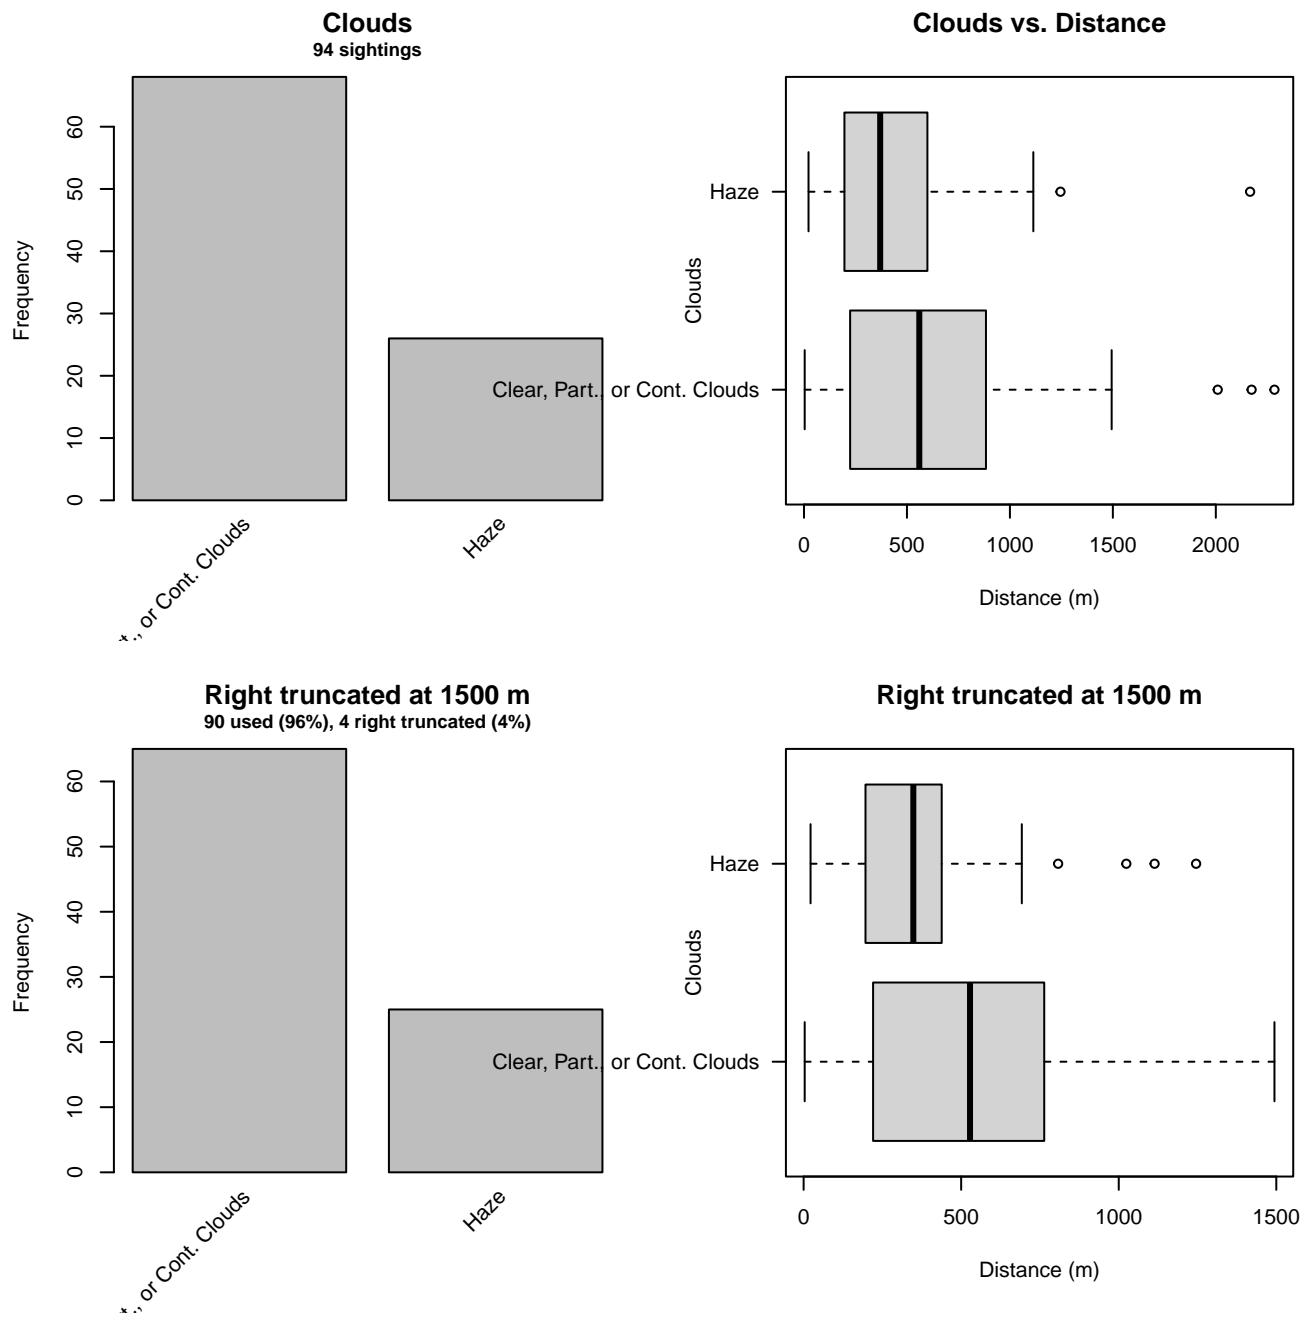 Clouds
94 sightings
Frequency
60
50
40
30
20
10
0
or Cont. Clouds
Haze
Clouds vs. Distance
Clouds
Haze
Clear, Part., or Cont. Clouds
0 500 1000 1500 2000
Distance (m)
Right truncated at 1500 m
90 used (96%), 4 right truncated (4%)
Frequency
60
50
40
30
20
10
0
or Cont. Clouds
Haze
Right truncated at 1500 m
Clouds
Haze
Clear, Part., or Cont. Clouds
0 500 1000 1500
Distance (m)